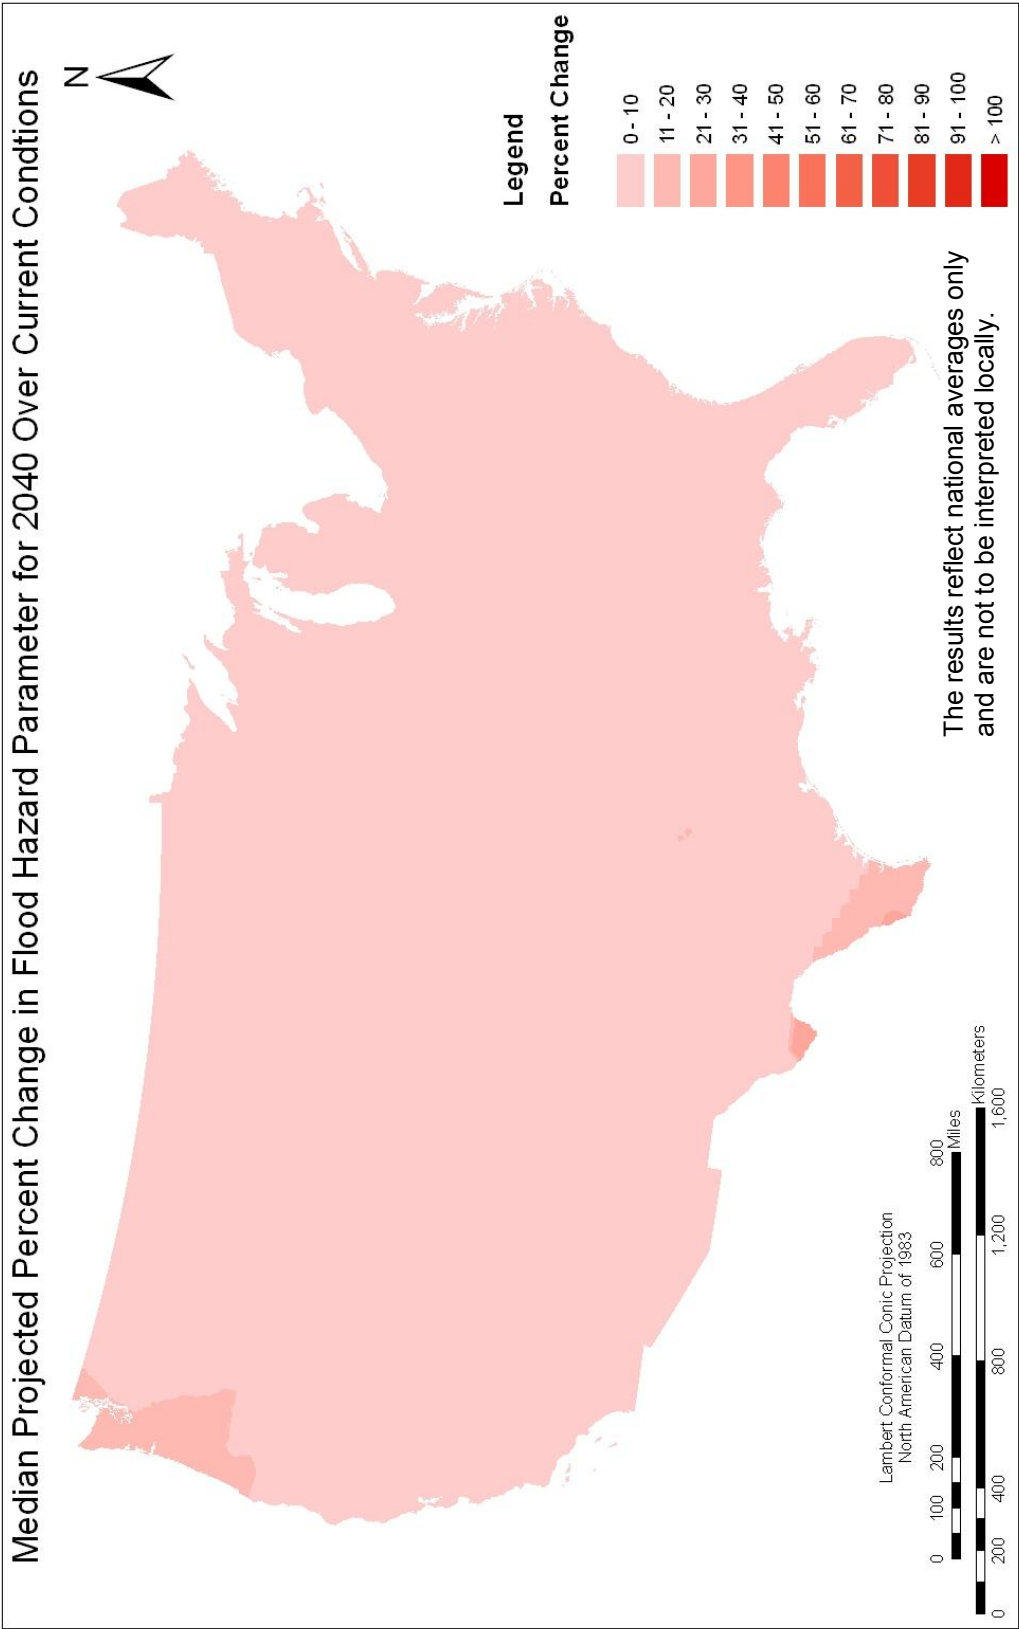 Median Projected Percent Change in Flood Hazard Parameter for 2040 Over Current Condtions
N
Legend
Percent Change
0 - 10
11 - 20
21 - 30
31 - 40
41 - 50
51 - 60
61 - 70
71 - 80
81 - 90
91 - 100
> 100
The results reflect national averages only
and are not to be interpreted locally.
Lambert Conformal Conic Projection
North American Datum of 1983
0 100 200 400 600 800
Miles
Kilometers
0 200 400 800 1,200 1,600